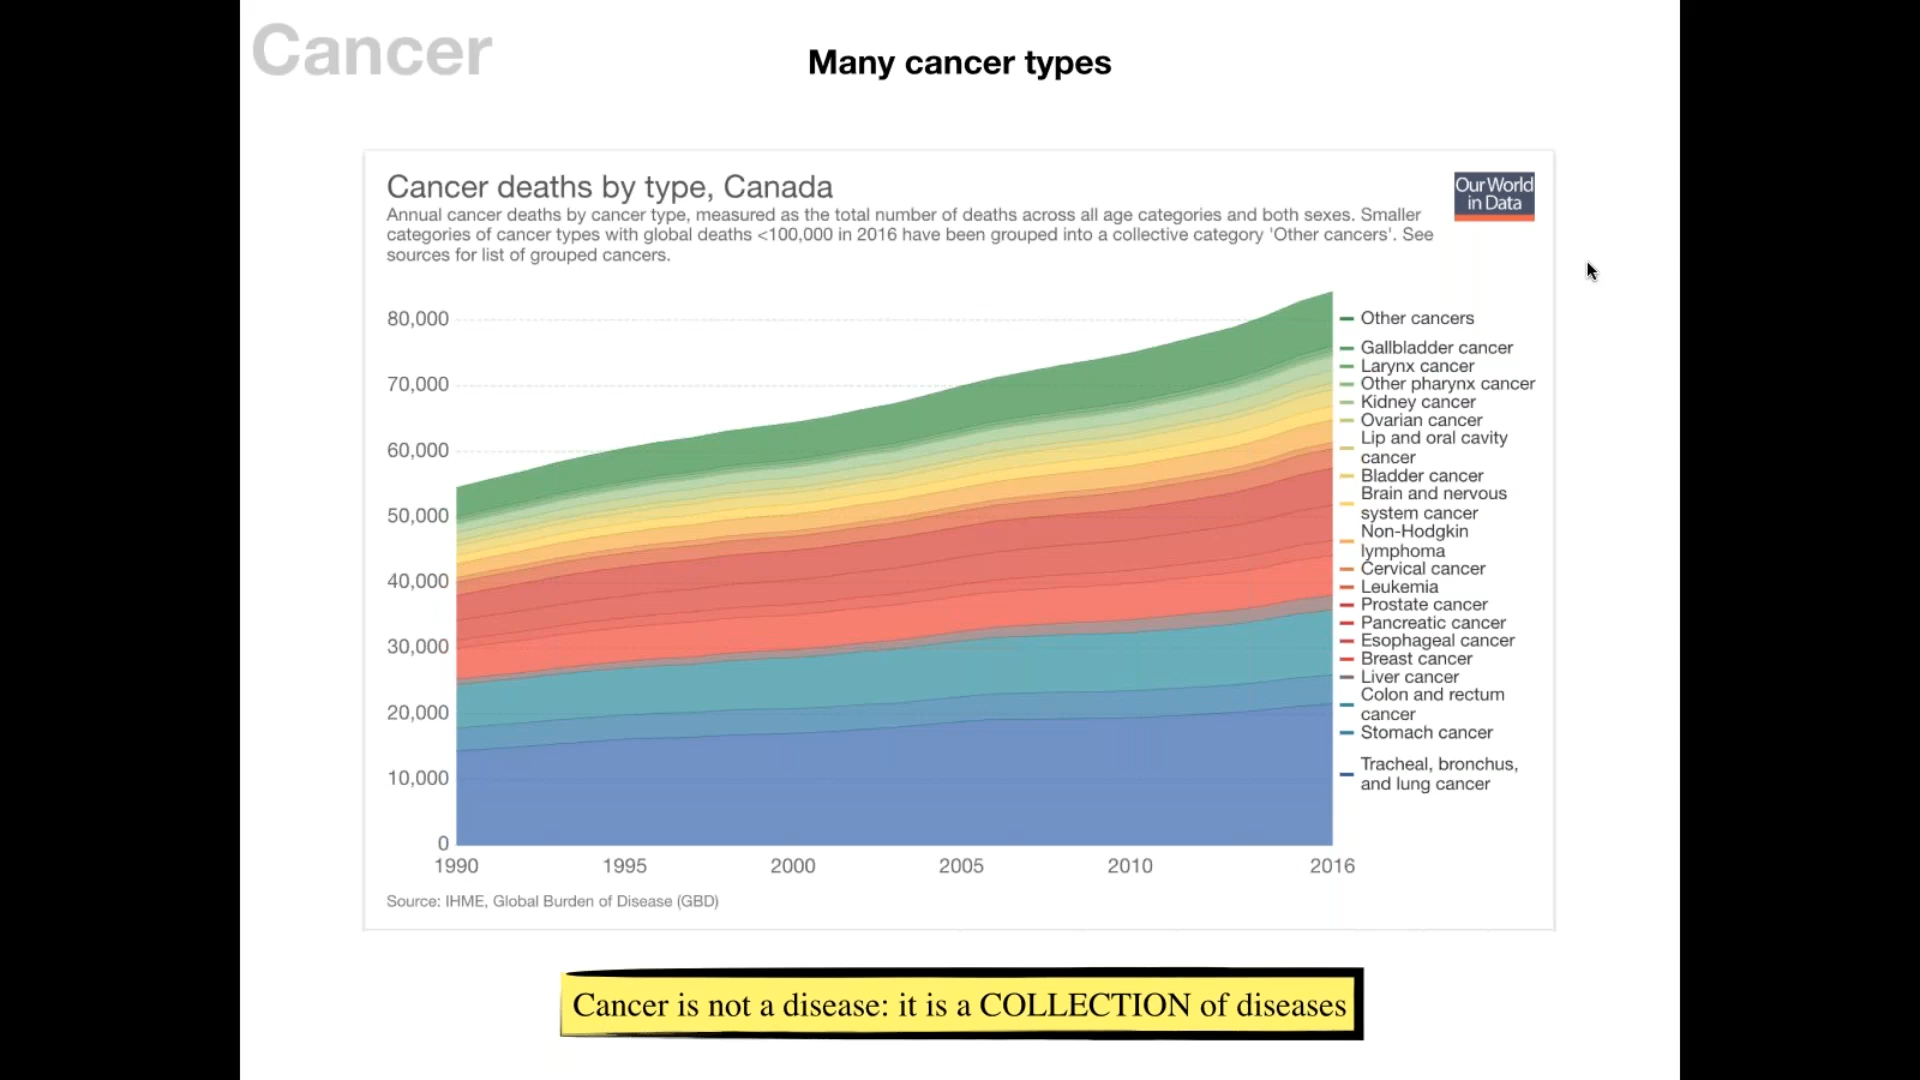 Cancer
Many cancer types
Cancer deaths by type, Canada
Our World
in Data
Annual cancer deaths by cancer type, measured as the total number of deaths across all age categories and both sexes. Smaller
categories of cancer types with global deaths <100,000 in 2016 have been grouped into a collective category 'Other cancers'. See
sources for list of grouped cancers.
80,000
70,000
60,000
50,000
40,000
30,000
20,000
10,000
0
1990
1995
2000
2005
2010
2016
Other cancers
Gallbladder cancer
Larynx cancer
Other pharynx cancer
Kidney cancer
Ovarian cancer
Lip and oral cavity
cancer
Bladder cancer
Brain and nervous
system cancer
Non-Hodgkin
lymphoma
Cervical cancer
Leukemia
Prostate cancer
Pancreatic cancer
Esophageal cancer
Breast cancer
Liver cancer
Colon and rectum
cancer
Stomach cancer
Tracheal, bronchus,
and lung cancer
Source: IHME, Global Burden of Disease (GBD)
Cancer is not a disease: it is a COLLECTION of diseases